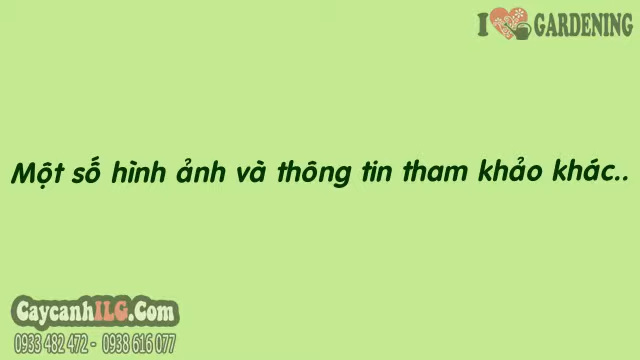 I GARDENING
Một số hình ảnh và thông tin tham khảo khác..
CaycanhILG.Com
0933 482 472 - 0938 616 077